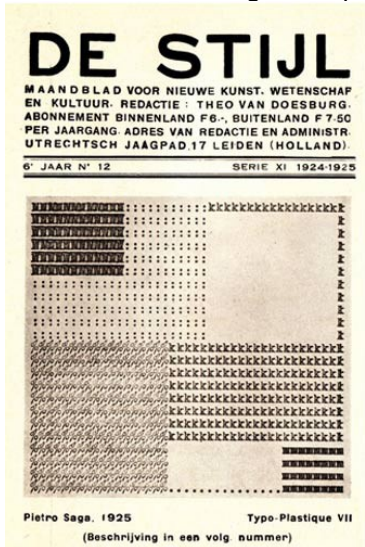 DE STIJL
MAANDBLAD VOOR NIEUWE KUNST, WETENSCHAP
EN KULTUUR. REDACTIE : THEO VAN DOESBURG.
ABONNEMENT BINNENLAND F 6.-, BUITENLAND F 7.50
PER JAARGANG. ADRES VAN REDACTIE EN ADMINISTR.
UTRECHTSCH JAAGPAD 17 LEIDEN (HOLLAND).
6e JAAR No 12 SERIE XI 1924-1925
Pietro Saga, 1925 Typo-Plastique VII
(Beschrijving in een volg. nummer)